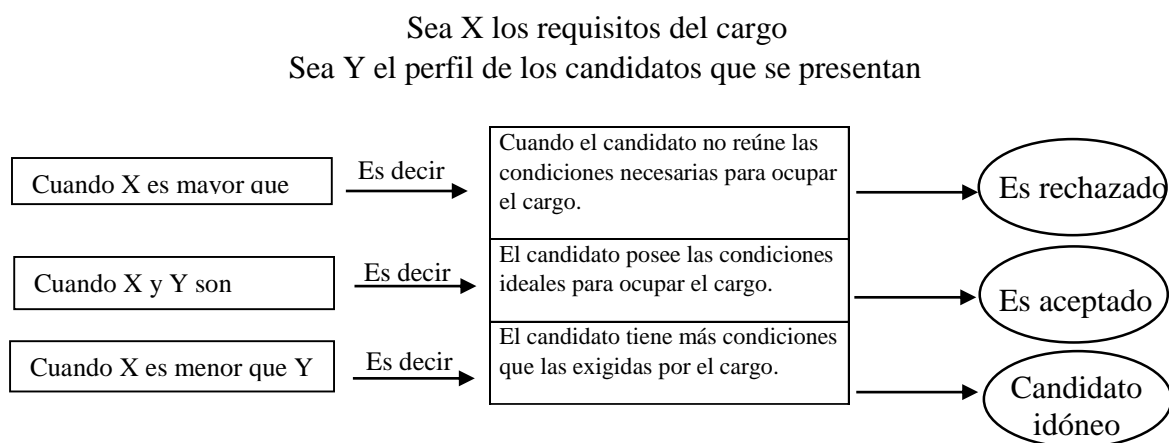 Sea X los requisitos del cargo
Sea Y el perfil de los candidatos que se presentan
Cuando X es mayor que
Es decir
Cuando el candidato no reúne las
condiciones necesarias para ocupar
el cargo.
Es rechazado
Cuando X y Y son
Es decir
El candidato posee las condiciones
ideales para ocupar el cargo.
Es aceptado
Cuando X es menor que Y
Es decir
El candidato tiene más condiciones
que las exigidas por el cargo.
Candidato
idóneo